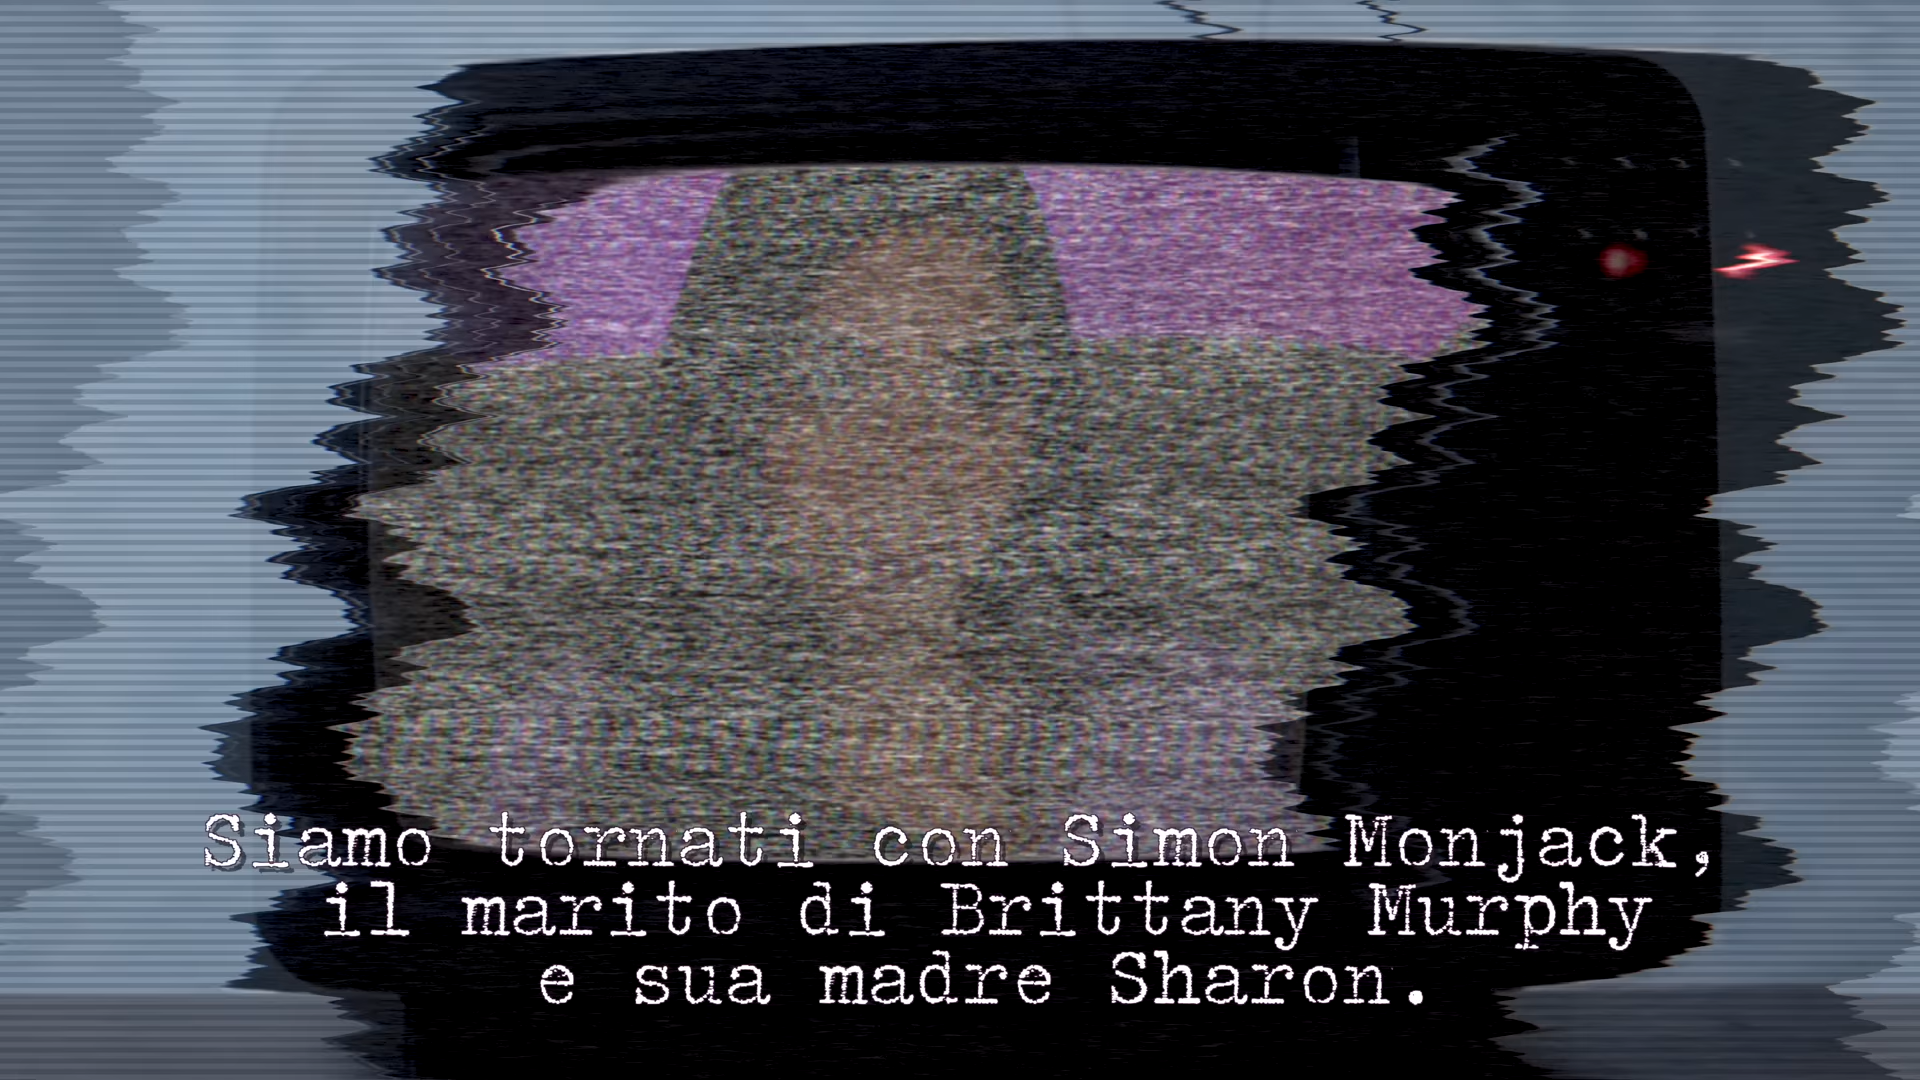 Siamo tornati con Simon Monjack,
il marito di Brittany Murphy
e sua madre Sharon.